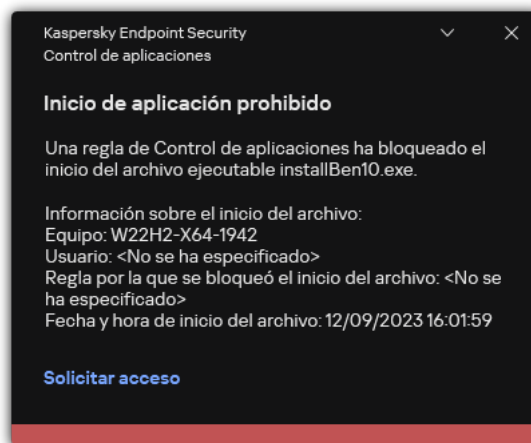 Kaspersky Endpoint Security
Control de aplicaciones
Inicio de aplicación prohibido
Una regla de Control de aplicaciones ha bloqueado el
inicio del archivo ejecutable installBen10.exe.
Información sobre el inicio del archivo:
Equipo: W22H2-X64-1942
Usuario: <No se ha especificado>
Regla por la que se bloqueó el inicio del archivo: <No se
ha especificado>
Fecha y hora de inicio del archivo: 12/09/2023 16:01:59
Solicitar acceso